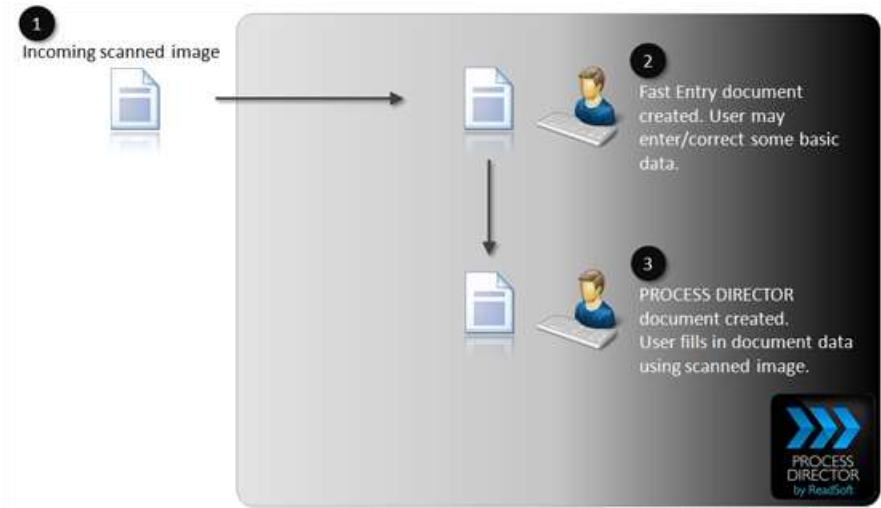 1
Incoming scanned image
2
Fast Entry document
created. User may
enter/correct some basic
data.
3
PROCESS DIRECTOR
document created.
User fills in document data
using scanned image.
PROCESS
DIRECTOR
by ReadSoft